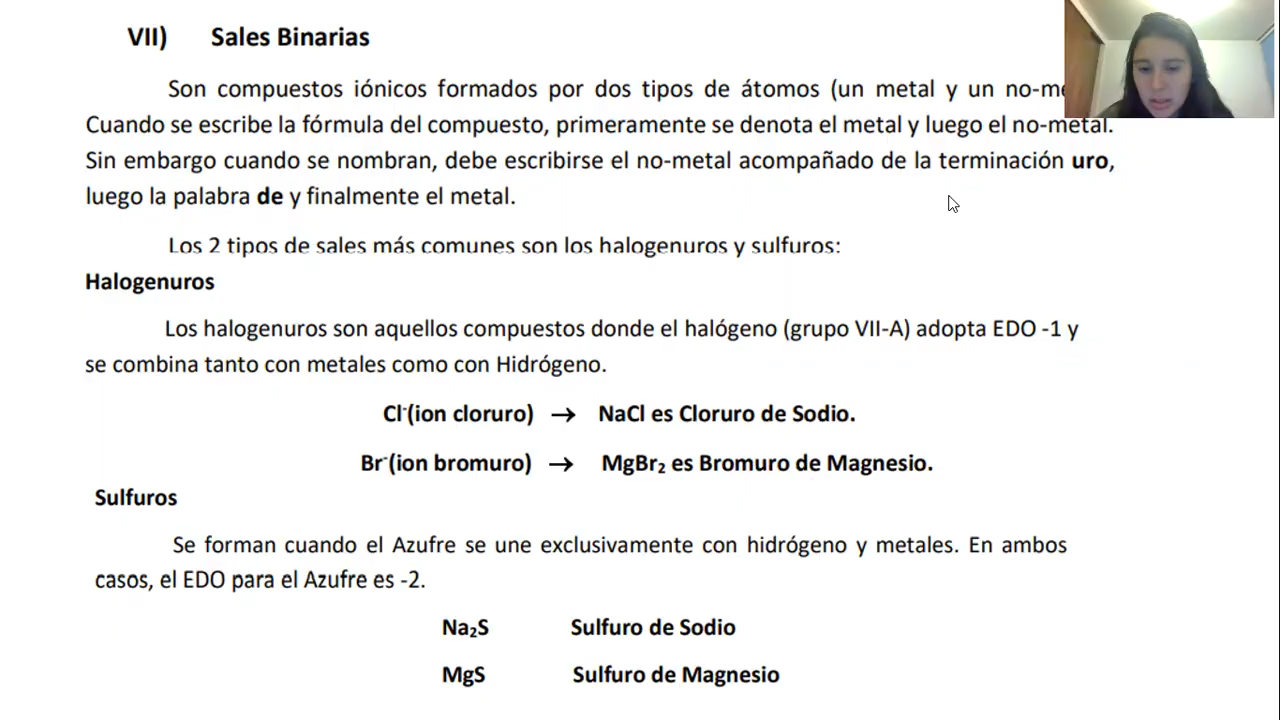 VII) Sales Binarias
Son compuestos iónicos formados por dos tipos de átomos (un metal y un
Cuando se escribe la fórmula del compuesto, primeramente se denota el metal y luego el no-metal.
Sin embargo cuando se nombran, debe escribirse el no-metal acompañado de la terminación uro,
luego la palabra de y finalmente el metal.
Los 2 tipos de sales más comunes son los halogenuros y sulfuros:
Halogenuros
Los halogenuros son aquellos compuestos donde el halógeno (grupo VII-A) adopta EDO -1 y
se combina tanto con metales como con Hidrógeno.
Cl⁻(ion cloruro) → NaCl es Cloruro de Sodio.
Br⁻(ion bromuro) → MgBr₂ es Bromuro de Magnesio.
Sulfuros
Se forman cuando el Azufre se une exclusivamente con hidrógeno y metales. En ambos
casos, el EDO para el Azufre es -2.
Na₂S Sulfuro de Sodio
MgS Sulfuro de Magnesio